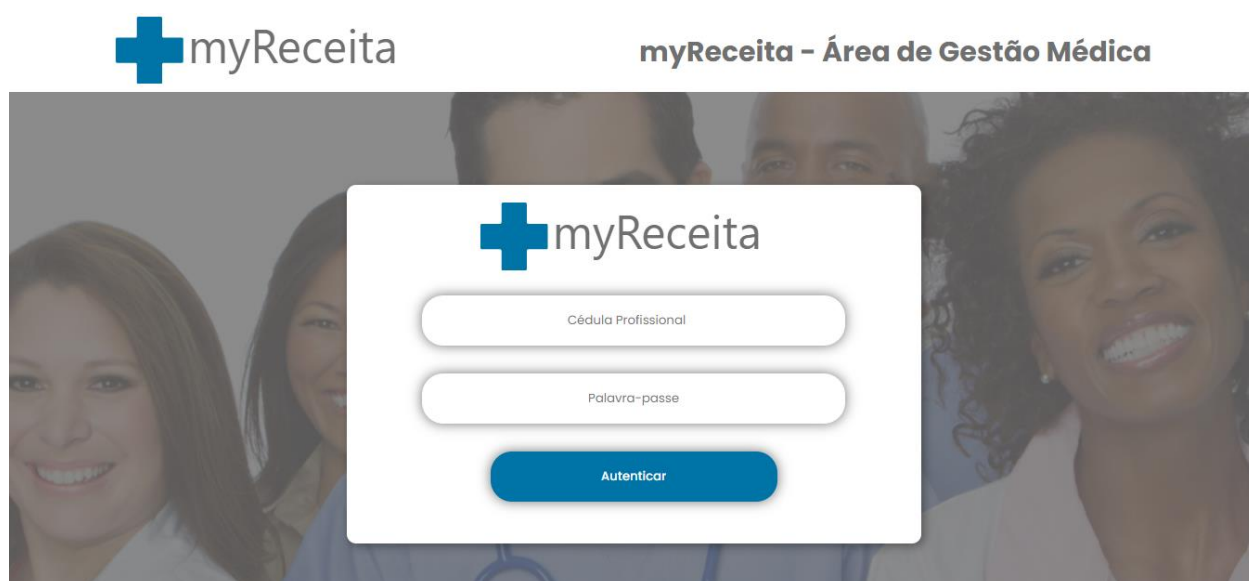 myReceita
myReceita - Área de Gestão Médica
myReceita
Cédula Profissional
Palavra-passe
Autenticar